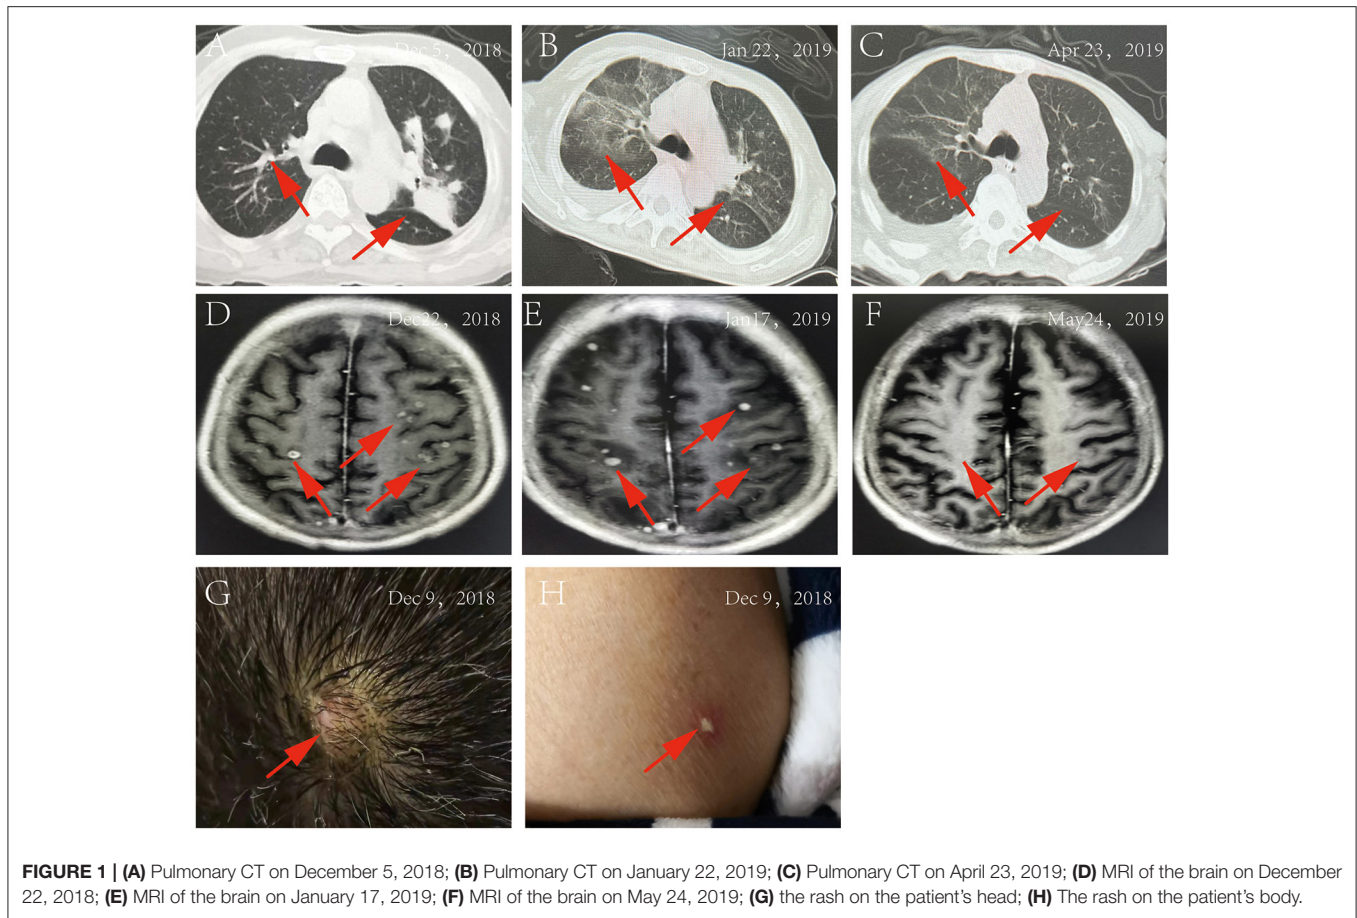 A
Dec 5, 2018
B
Jan 22, 2019
C
Apr 23, 2019
D
Dec22, 2018
E
Jan17, 2019
F
May24, 2019
G
Dec 9, 2018
H
Dec 9, 2018
FIGURE 1 | (A) Pulmonary CT on December 5, 2018; (B) Pulmonary CT on January 22, 2019; (C) Pulmonary CT on April 23, 2019; (D) MRI of the brain on December
22, 2018; (E) MRI of the brain on January 17, 2019; (F) MRI of the brain on May 24, 2019; (G) the rash on the patient's head; (H) The rash on the patient's body.